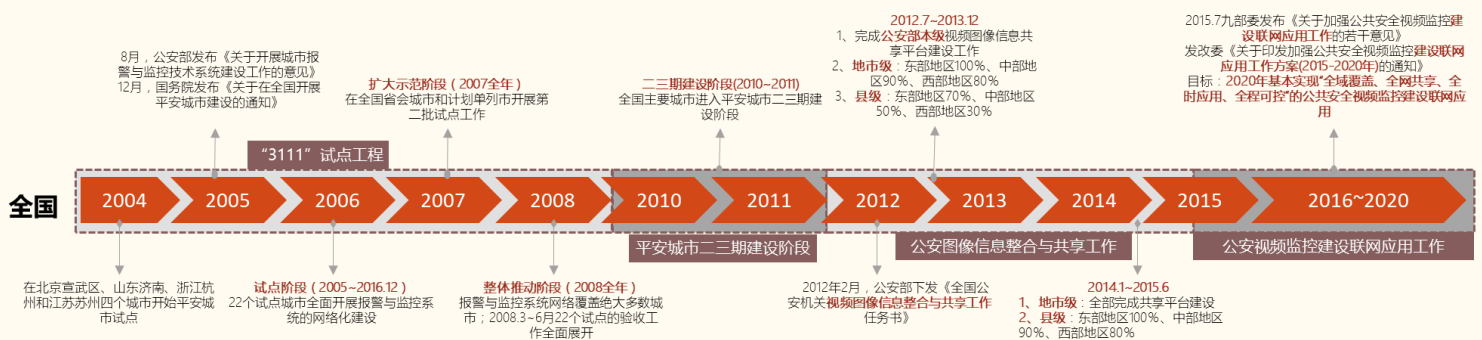 8月，公安部发布《关于开展城市报
警与监控技术系统建设工作的意见》
12月，国务院发布《关于在全国开展
平安城市建设的通知》
扩大示范阶段（2007全年）
在全国省会城市和计划单列市开展第
二批试点工作
二三期建设阶段(2010~2011)
全国主要城市进入平安城市二三期建
设阶段
2012.7~2013.12
1、完成公安部本级视频图像信息共
享平台建设工作
2、地市级：东部地区100%、中部地
区90%、西部地区80%
3、县级：东部地区70%、中部地区
50%、西部地区30%
2015.7九部委发布《关于加强公共安全视频监控建
设联网应用工作的若干意见》
发改委《关于印发加强公共安全视频监控建设联网
应用工作方案(2015-2020年)的通知》
目标：2020年基本实现“全域覆盖、全网共享、全
时应用、全程可控”的公共安全视频监控建设联网应
用
“3111”试点工程
全国
2004
2005
2006
2007
2008
2010
2011
2012
2013
2014
2015
2016~2020
平安城市二三期建设阶段
公安图像信息整合与共享工作
公安视频监控建设联网应用工作
在北京宣武区、山东济南、浙江杭
州和江苏苏州四个城市开始平安城
市试点
试点阶段（2005~2016.12）
22个试点城市全面开展报警与监控系
统的网络化建设
整体推动阶段（2008全年）
报警与监控系统网络覆盖绝大多数城
市；2008.3~6月22个试点的验收工
作全面展开
2012年2月，公安部下发《全国公
安机关视频图像信息整合与共享工作
任务书》
2014.1~2015.6
1、地市级：全部完成共享平台建设
2、县级：东部地区100%、中部地区
90%、西部地区80%